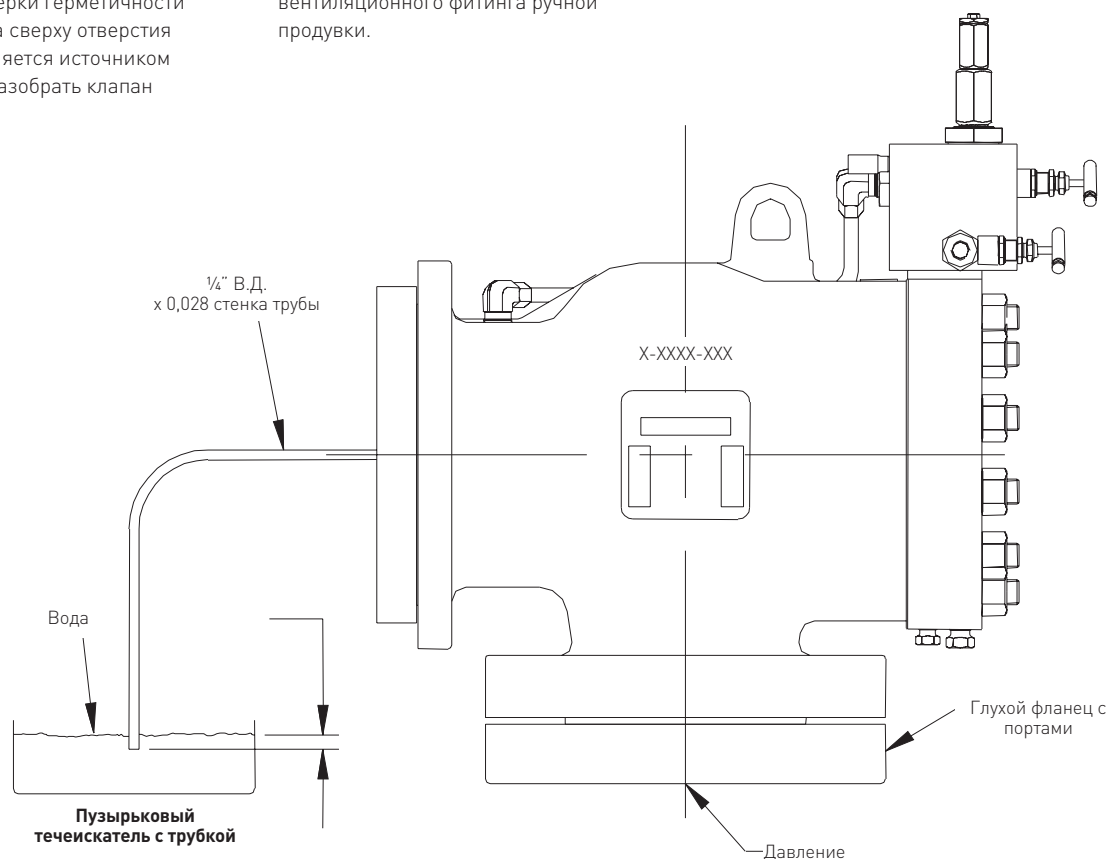 ерки герметичности
а сверху отверстия
яется источником
азобрать клапан
вентиляционного фитинга ручной
продувки.
¼¨ В.Д.
x 0,028 стенка трубы
X-XXXX-XXX
Вода
Глухой фланец с
портами
Пузырьковый
течеискатель с трубкой
Давление